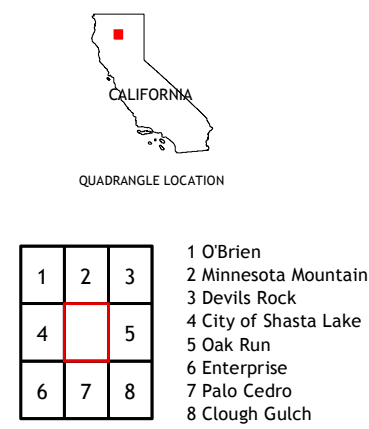 CALIFORNIA
QUADRANGLE LOCATION
1 2 3
4 5
6 7 8
1 O'Brien
2 Minnesota Mountain
3 Devils Rock
4 City of Shasta Lake
5 Oak Run
6 Enterprise
7 Palo Cedro
8 Clough Gulch